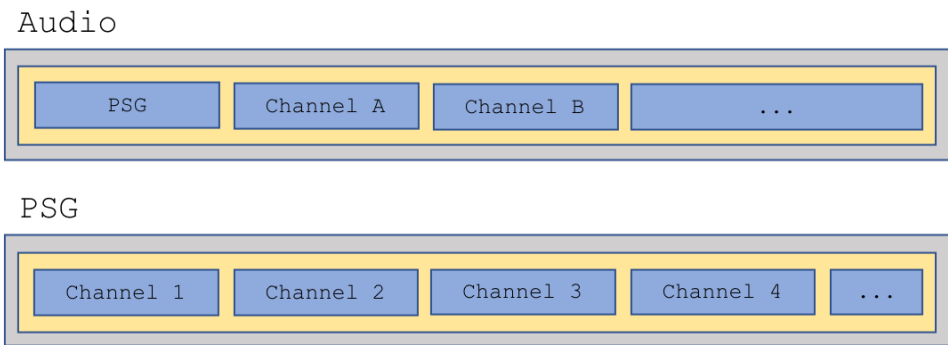 Audio
PSG Channel A Channel B ...
PSG
Channel 1 Channel 2 Channel 3 Channel 4 ...